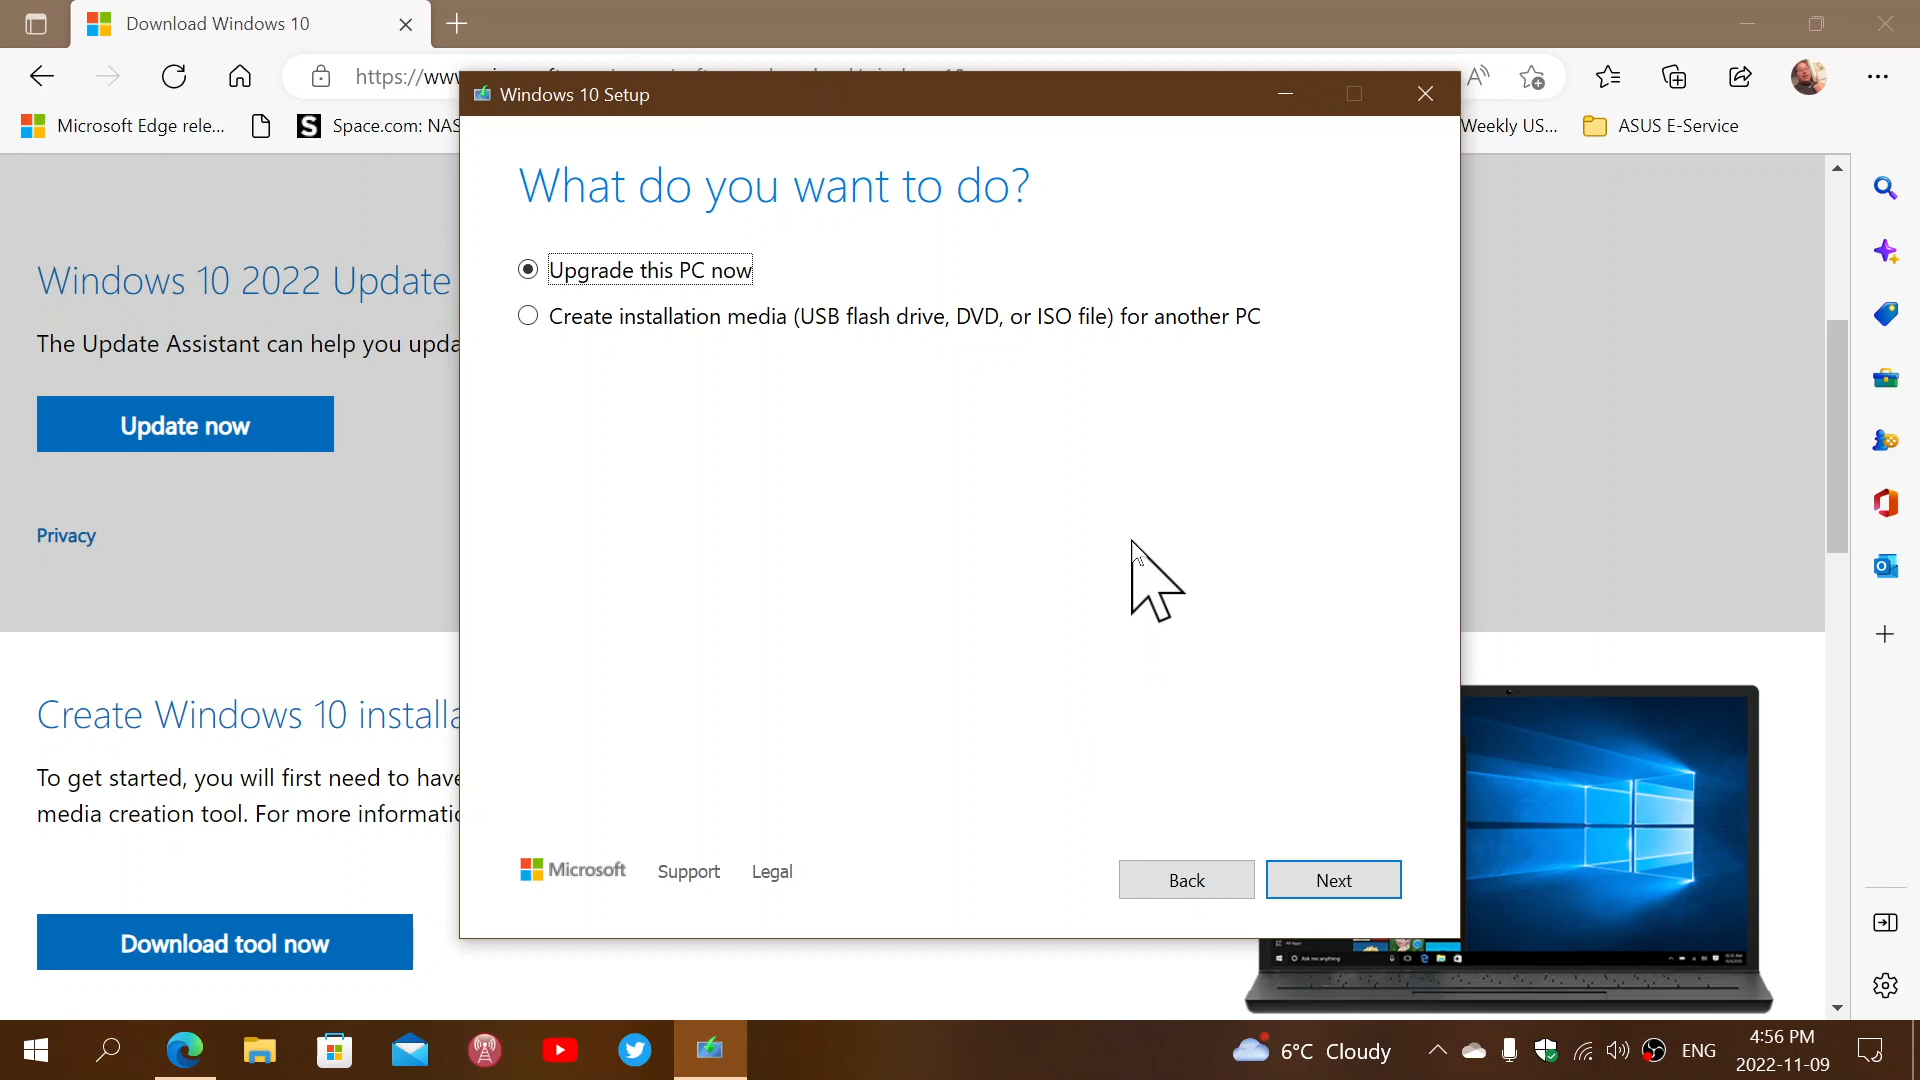 Download Windows 10
https://www
Microsoft Edge rele...
Space.com: NAS
Weekly US...
ASUS E-Service
Windows 10 Setup
What do you want to do?
Upgrade this PC now
Create installation media (USB flash drive, DVD, or ISO file) for another PC
Microsoft
Support
Legal
Back
Next
Windows 10 2022 Update
The Update Assistant can help you upda
Update now
Privacy
Create Windows 10 installa
To get started, you will first need to have
media creation tool. For more informatio
Download tool now
Ask me anything
6°C Cloudy
ENG
4:56 PM
2022-11-09